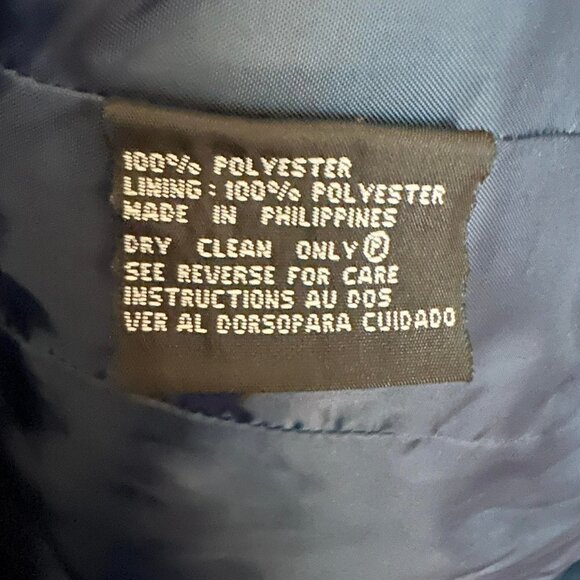 100% POLYESTER
LINING : 100% POLYESTER
MADE IN PHILIPPINES
DRY CLEAN ONLY Ⓟ
SEE REVERSE FOR CARE
INSTRUCTIONS AU DOS
VER AL DORSOPARA CUIDADO